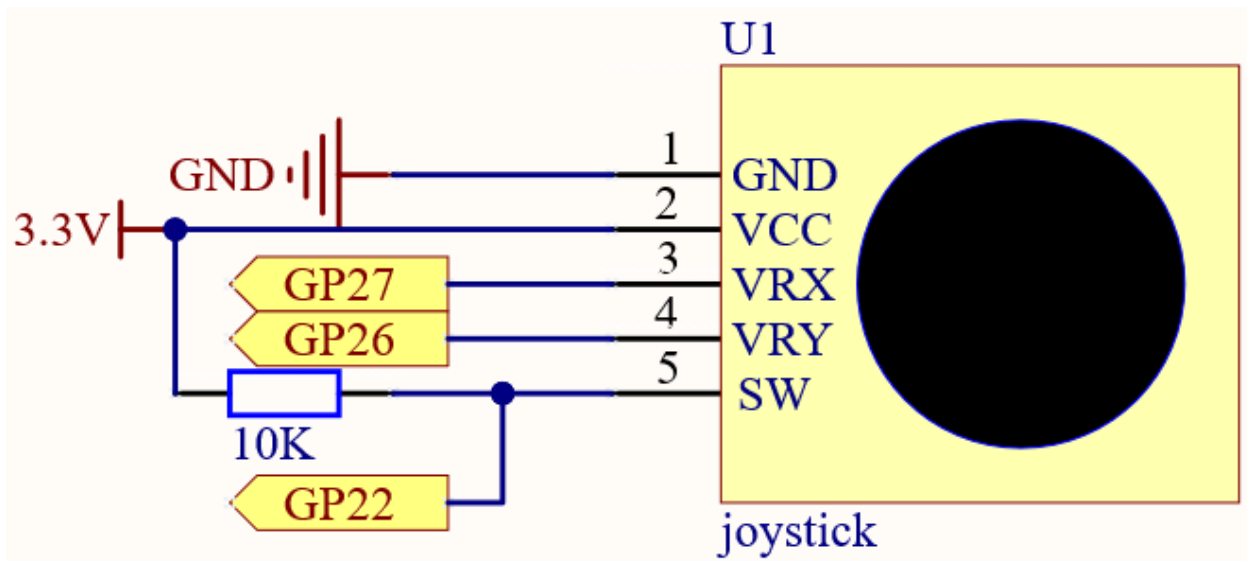 U1
1
GND
GND
2
3.3V
VCC
3
GP27
VRX
4
GP26
VRY
5
SW
10K
GP22
joystick